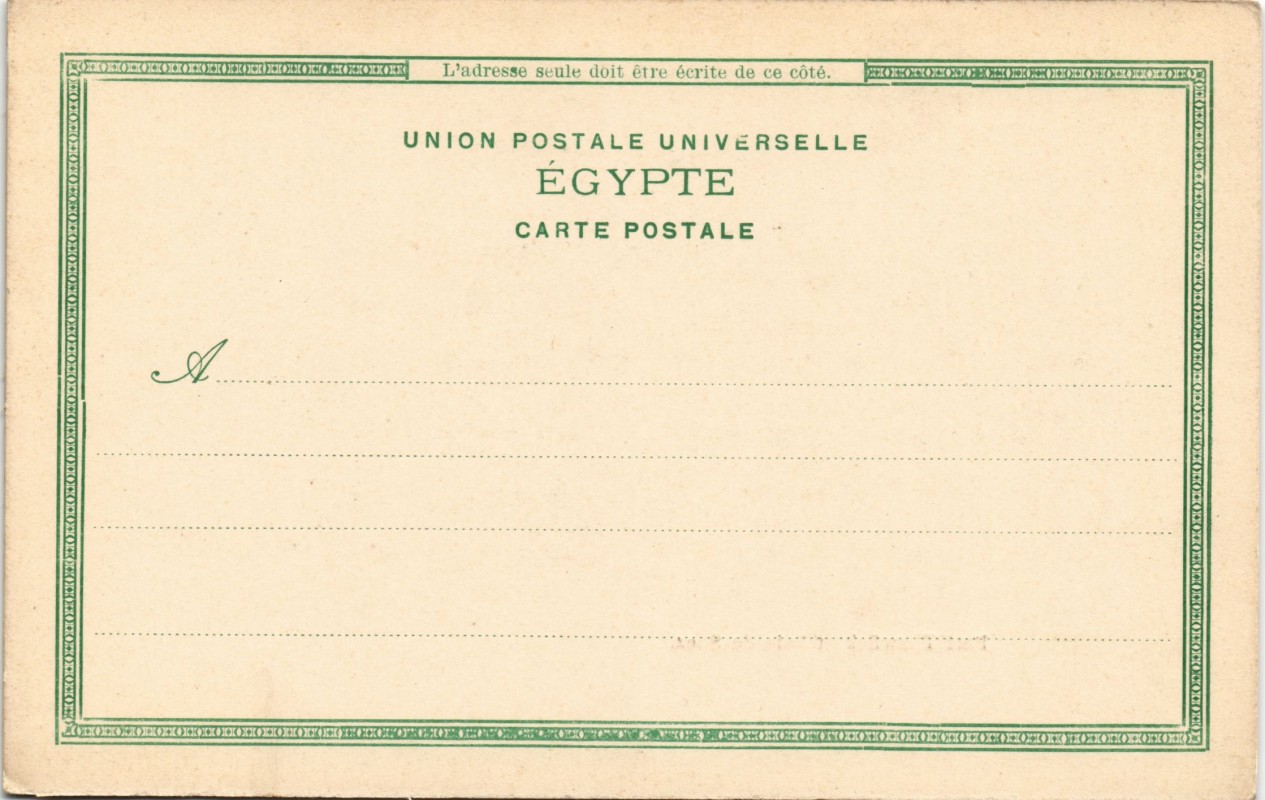 L'adresse seule doit être écrite de ce côté.
UNION POSTALE UNIVERSELLE
ÉGYPTE
CARTE POSTALE
A